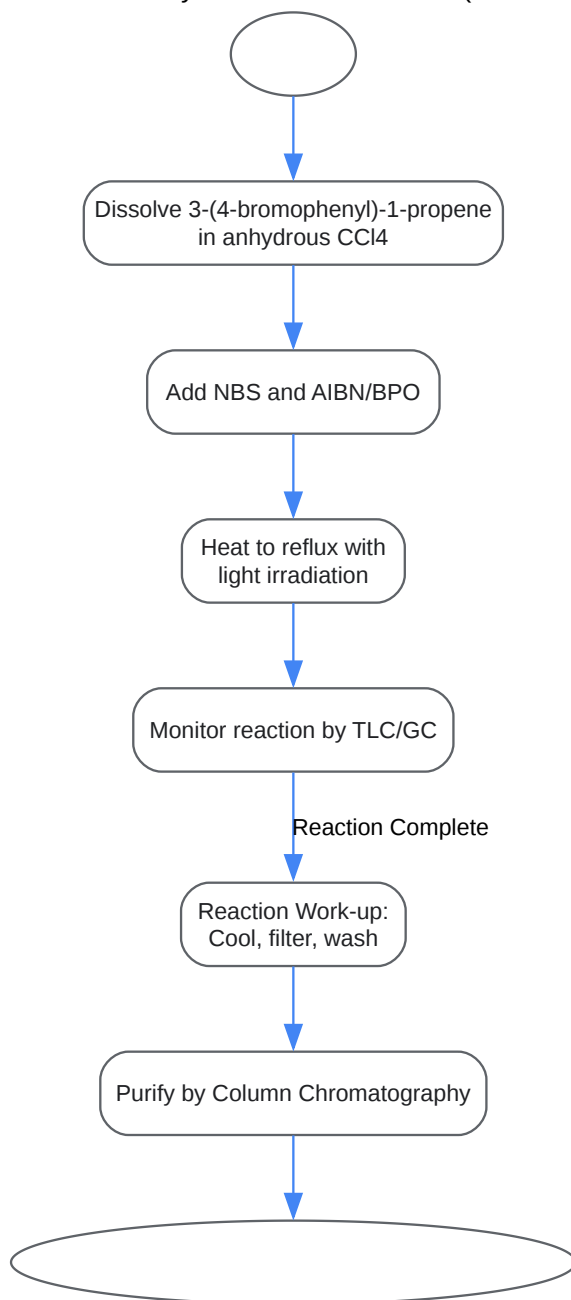 Dissolve 3-(4-bromophenyl)-1-propene
in anhydrous CCl4
Add NBS and AIBN/BPO
Heat to reflux with
light irradiation
Monitor reaction by TLC/GC
Reaction Complete
Reaction Work-up:
Cool, filter, wash
Purify by Column Chromatography